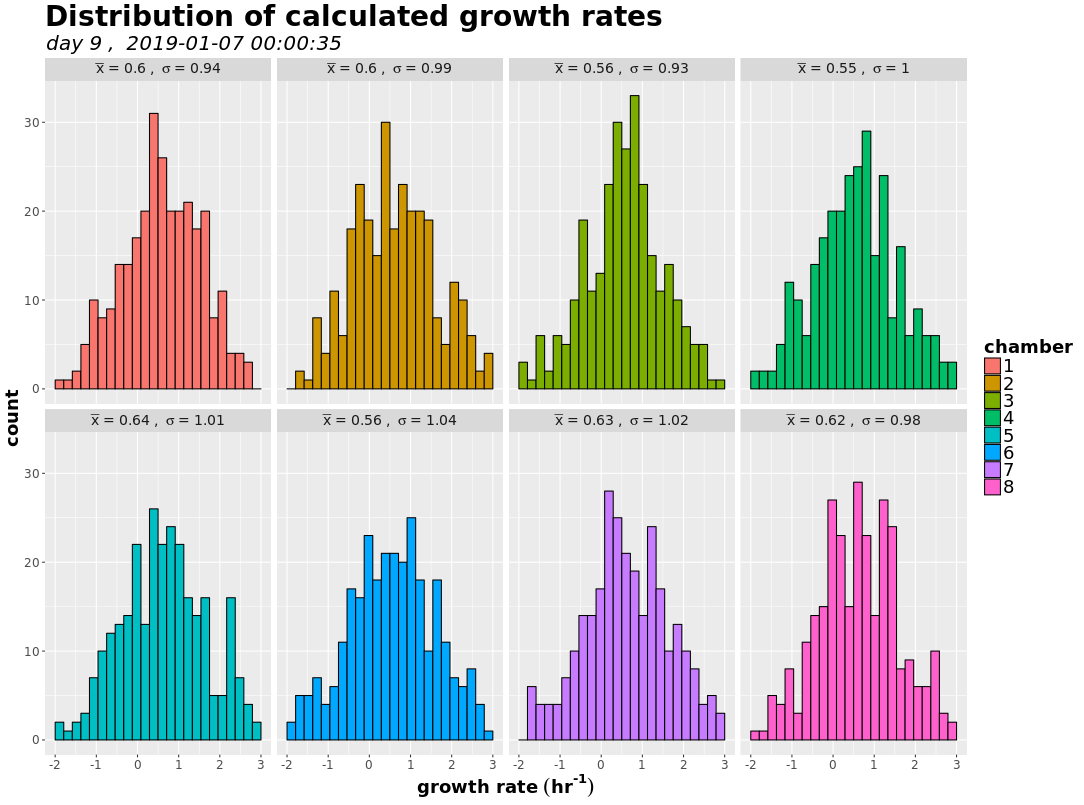 Distribution of calculated growth rates
day 9 ,  2019-01-07 00:00:35
x̅ = 0.6 ,  σ = 0.94
x̅ = 0.6 ,  σ = 0.99
x̅ = 0.56 ,  σ = 0.93
x̅ = 0.55 ,  σ = 1
30
20
10
0
x̅ = 0.64 ,  σ = 1.01
x̅ = 0.56 ,  σ = 1.04
x̅ = 0.63 ,  σ = 1.02
x̅ = 0.62 ,  σ = 0.98
30
20
10
0
-2 -1 0 1 2 3
-2 -1 0 1 2 3
-2 -1 0 1 2 3
-2 -1 0 1 2 3
count
growth rate (hr⁻¹)
chamber
1
2
3
4
5
6
7
8